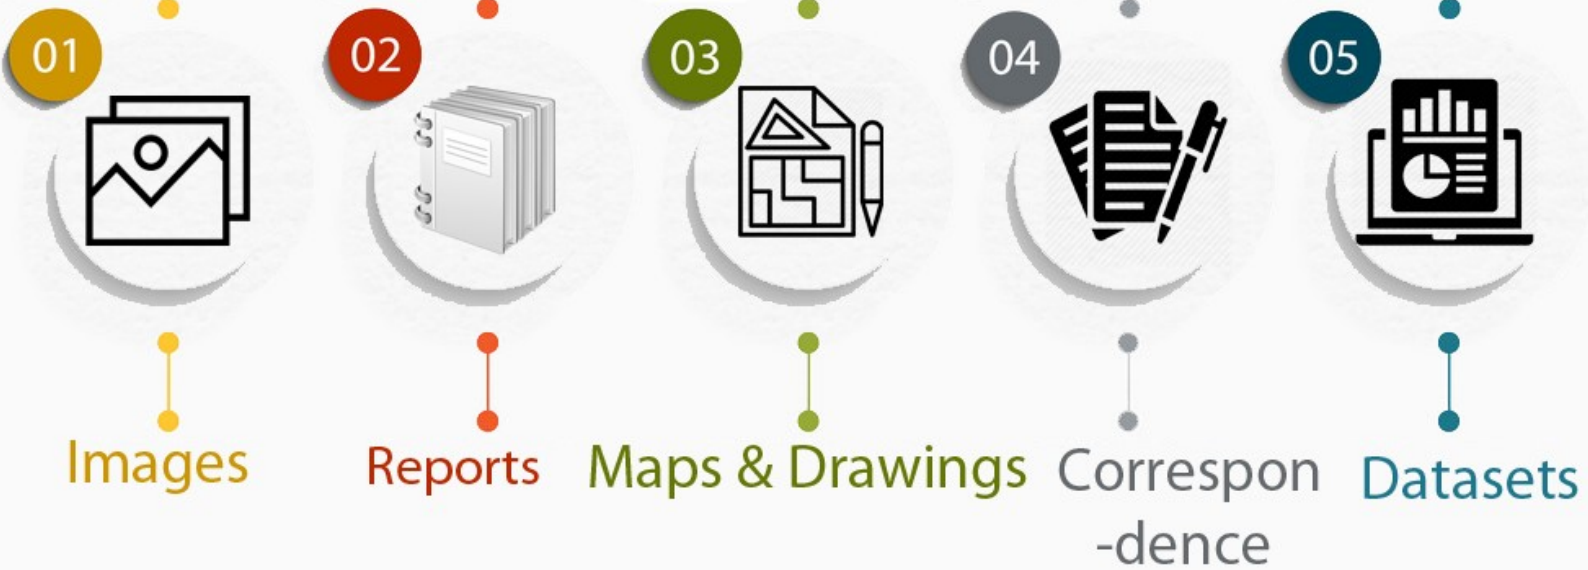 01
02
03
04
05
Images
Reports
Maps & Drawings
Correspon
-dence
Datasets